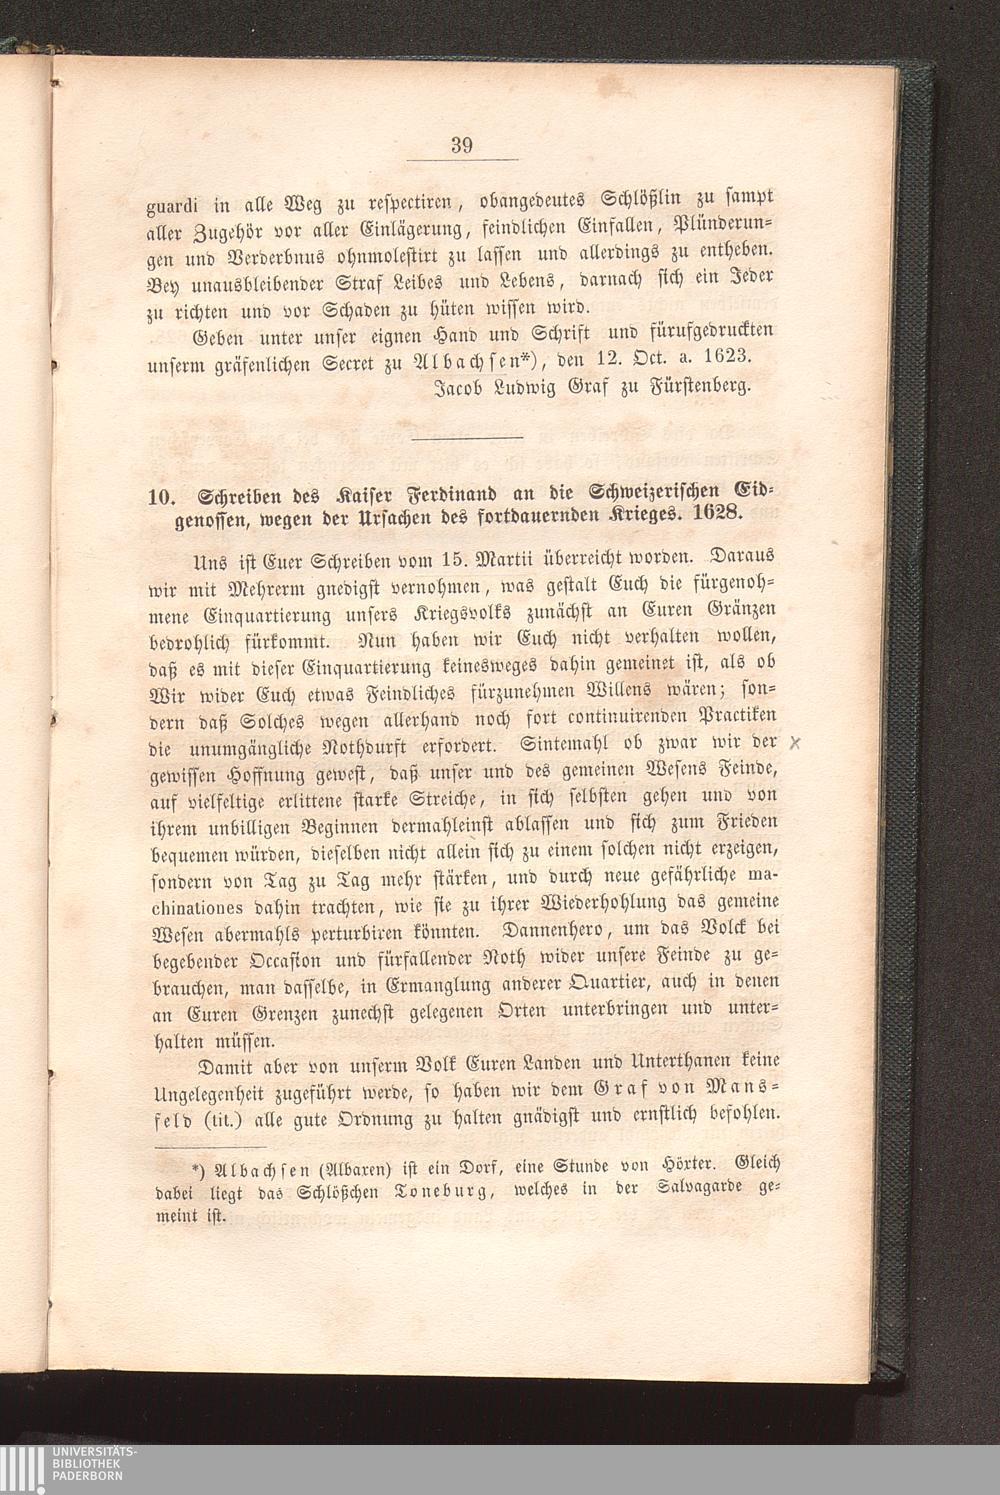 39
guardi in alle Weg zu respectiren, obangedeutes Schlößlin zu sampt
aller Zugehör vor aller Einlägerung, feindlichen Einfallen, Plünderun-
gen und Verderbnus ohnmolestirt zu lassen und allerdings zu entheben.
Bey unausbleibender Straf Leibes und Lebens, darnach sich ein Jeder
zu richten und vor Schaden zu hüten wissen wird.
Geben unter unser eignen Hand und Schrift und fürufgedruckten
unserm gräfenlichen Secret zu Albachsen*), den 12. Oct. a. 1623.
Jacob Ludwig Graf zu Fürstenberg.
10. Schreiben des Kaiser Ferdinand an die Schweizerischen Eid-
genossen, wegen der Ursachen des fortdauernden Krieges. 1628.
Uns ist Euer Schreiben vom 15. Martii überreicht worden. Daraus
wir mit Mehrerm gnedigst vernohmen, was gestalt Euch die fürgenoh-
mene Einquartierung unsers Kriegsvolks zunächst an Euren Gränzen
bedrohlich fürkommt. Nun haben wir Euch nicht verhalten wollen,
daß es mit dieser Einquartierung keinesweges dahin gemeinet ist, als ob
Wir wider Euch etwas Feindliches fürzunehmen Willens wären; son-
dern daß Solches wegen allerhand noch fort continuirenden Practiken
die unumgängliche Nothdurft erfordert. Sintemahl ob zwar wir der
gewissen Hoffnung gewest, daß unser und des gemeinen Wesens Feinde,
auf vielfeltige erlittene starke Streiche, in sich selbsten gehen und von
ihrem unbilligen Beginnen dermahleinst ablassen und sich zum Frieden
bequemen würden, dieselben nicht allein sich zu einem solchen nicht erzeigen,
sondern von Tag zu Tag mehr stärken, und durch neue gefährliche ma-
chinationes dahin trachten, wie sie zu ihrer Wiederhohlung das gemeine
Wesen abermahls perturbiren könnten. Dannenhero, um das Volck bei
begebender Occasion und fürfallender Noth wider unsere Feinde zu ge-
brauchen, man dasselbe, in Ermanglung anderer Quartier, auch in denen
an Euren Grenzen zunechst gelegenen Orten unterbringen und unter-
halten müssen.
Damit aber von unserm Volk Euren Landen und Unterthanen keine
Ungelegenheit zugeführt werde, so haben wir dem Graf von Mans-
feld (tit.) alle gute Ordnung zu halten gnädigst und ernstlich befohlen.
*) Albachsen (Albaxen) ist ein Dorf, eine Stunde von Höxter. Gleich
dabei liegt das Schlößchen Toneburg, welches in der Salvagarde ge-
meint ist.
UNIVERSITÄTS-
BIBLIOTHEK
PADERBORN